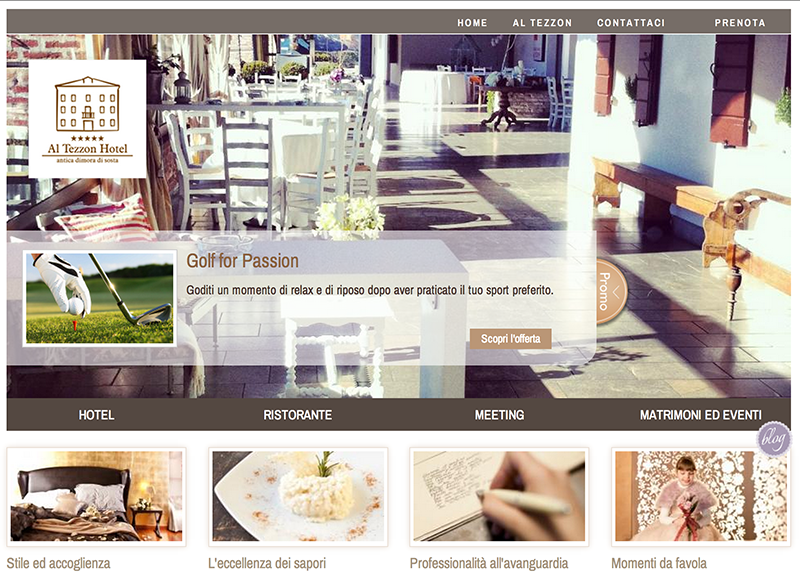 HOME AL TEZZON CONTATTACI PRENOTA
Al Tezzon Hotel
antica dimora di sosta
Golf for Passion
Goditi un momento di relax e di riposo dopo aver praticato il tuo sport preferito.
Promo
Scopri l'offerta
HOTEL RISTORANTE MEETING MATRIMONI ED EVENTI
blog
Stile ed accoglienza L'eccellenza dei sapori Professionalità all'avanguardia Momenti da favola